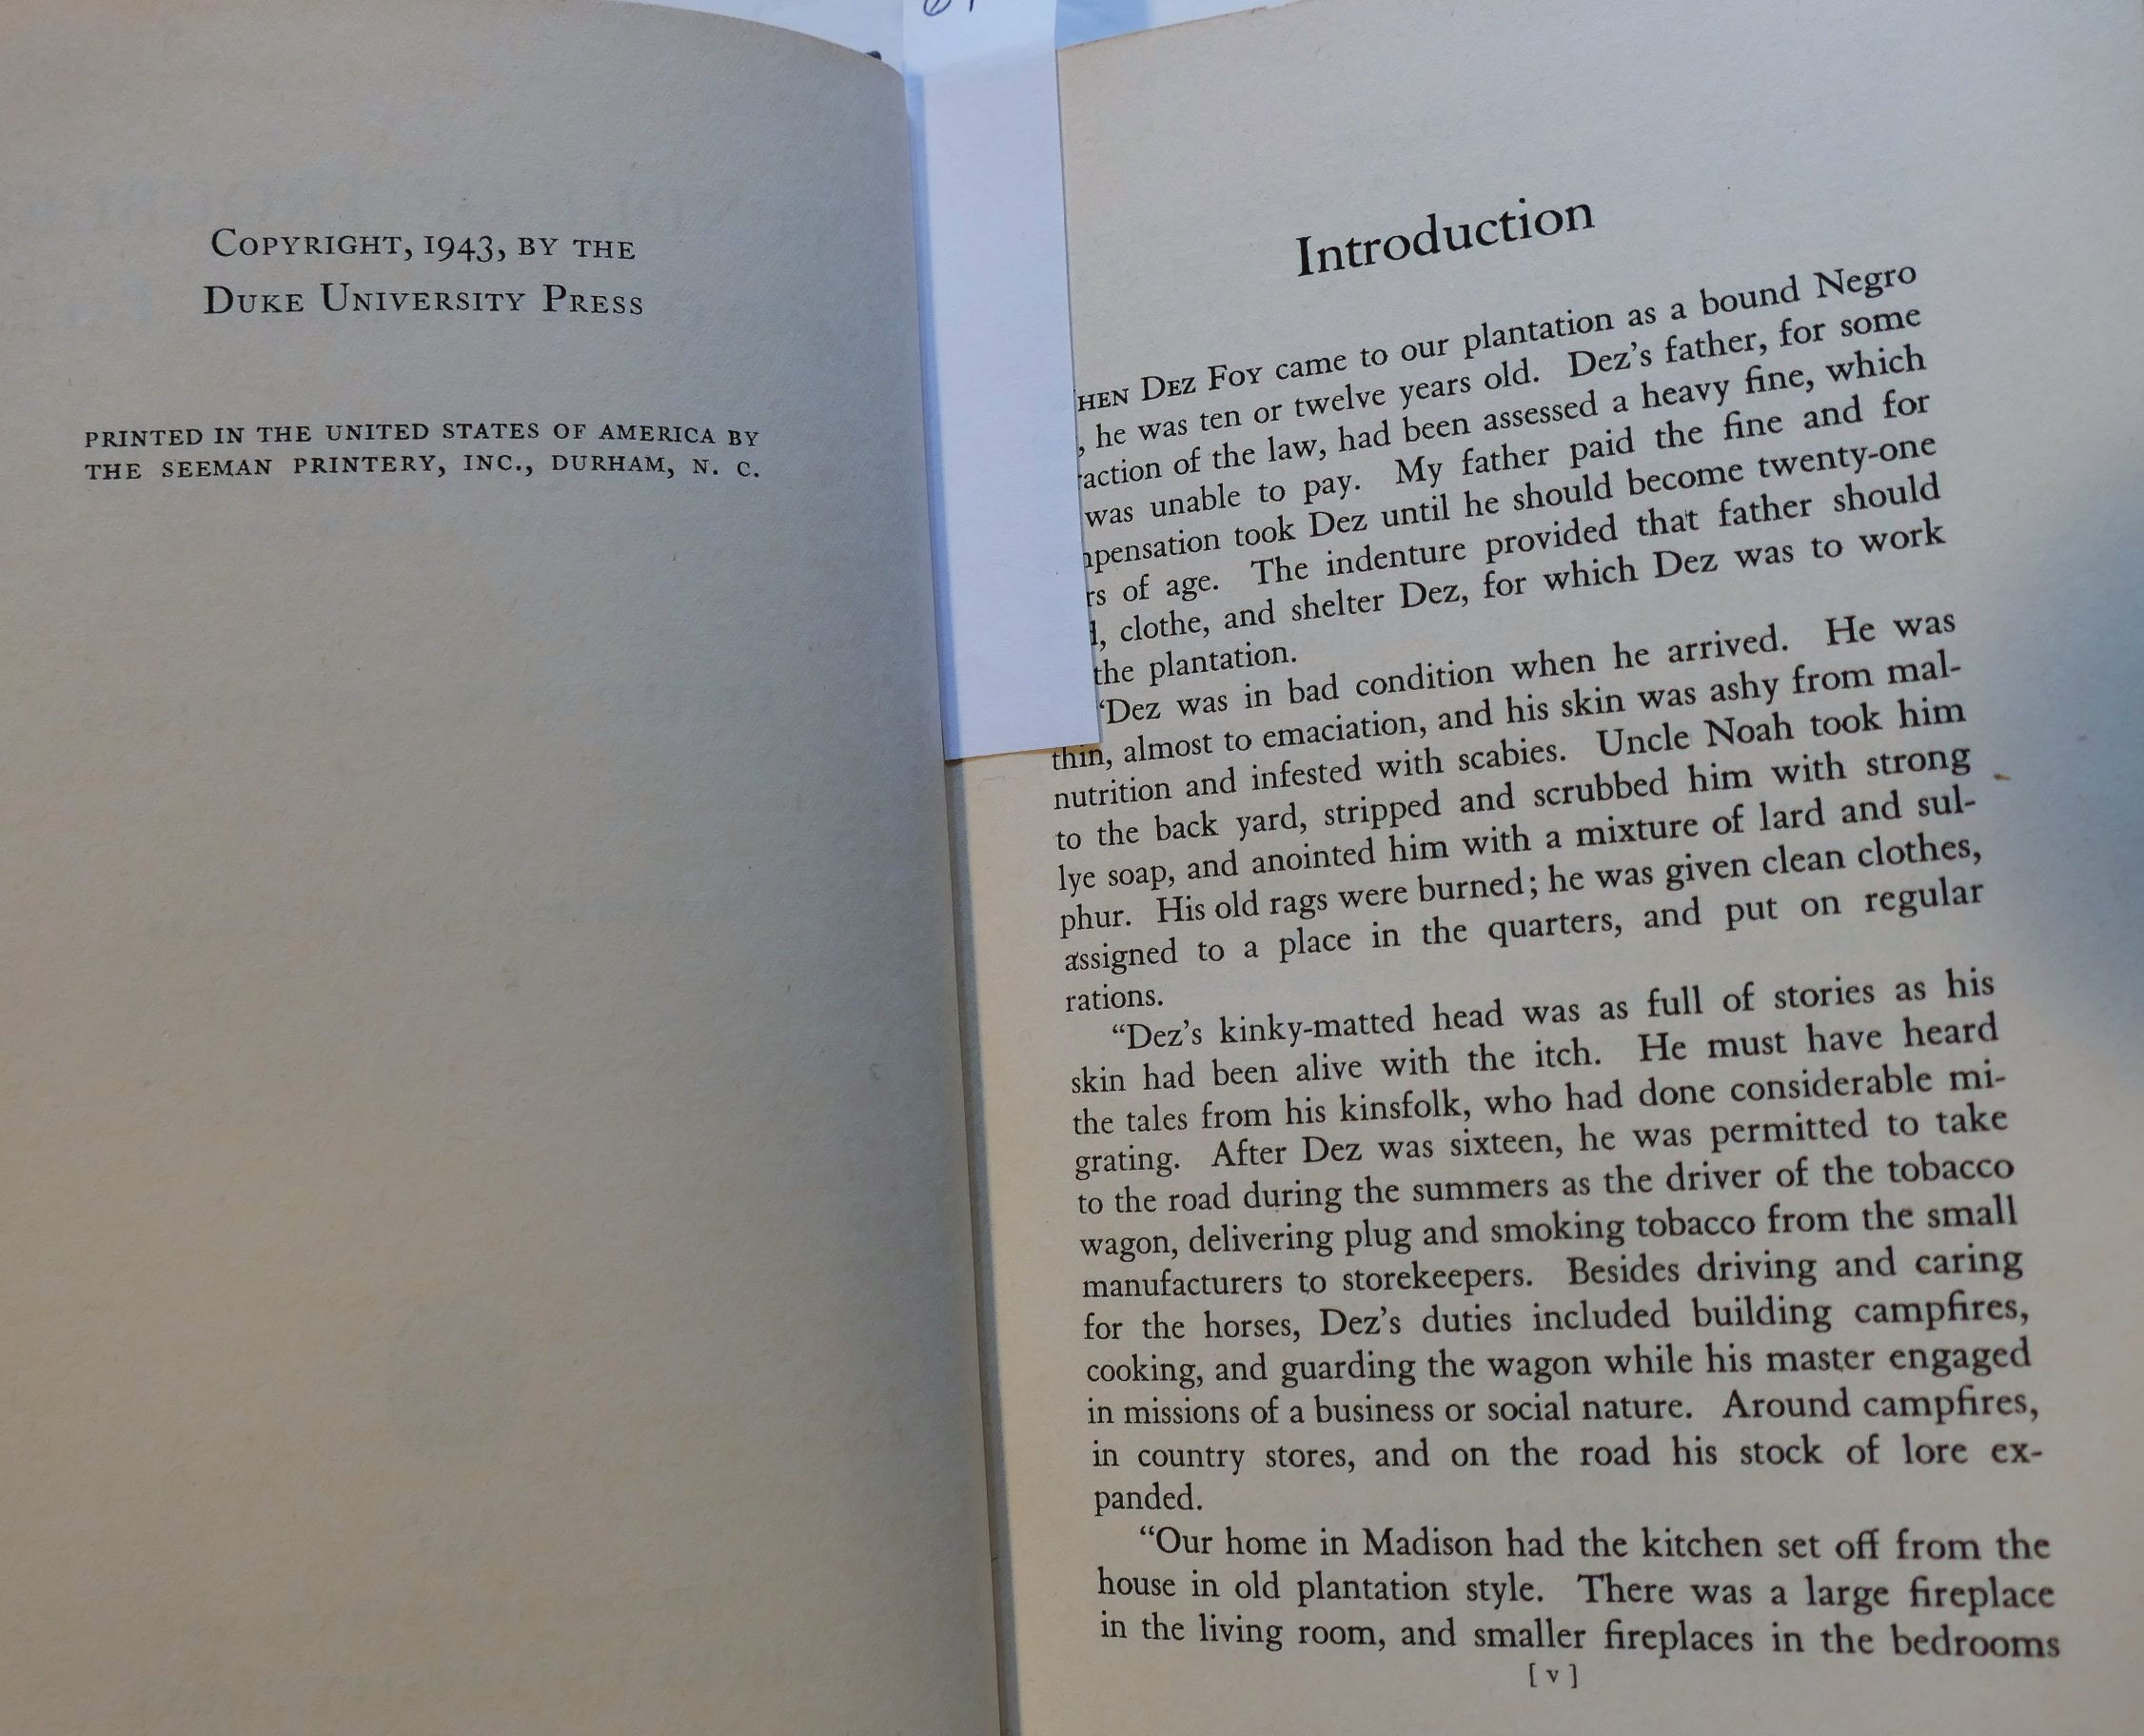 COPYRIGHT, 1943, BY THE
DUKE UNIVERSITY PRESS
PRINTED IN THE UNITED STATES OF AMERICA BY
THE SEEMAN PRINTERY, INC., DURHAM, N. C.
Introduction
DEZ FOY came to our plantation as a bound Negro
, he was ten or twelve years old. Dez's father, for some
of the law, had been assessed a heavy fine, which
was unable to pay. My father paid the fine and for
took Dez until he should become twenty-one
of age. The indenture provided that father should
, clothe, and shelter Dez, for which Dez was to work
the plantation.
"Dez was in bad condition when he arrived. He was
thin, almost to emaciation, and his skin was ashy from mal-
nutrition and infested with scabies. Uncle Noah took him
to the back yard, stripped and scrubbed him with strong
lye soap, and anointed him with a mixture of lard and sul-
phur. His old rags were burned; he was given clean clothes,
assigned to a place in the quarters, and put on regular
rations.
"Dez's kinky-matted head was as full of stories as his
skin had been alive with the itch. He must have heard
the tales from his kinsfolk, who had done considerable mi-
grating. After Dez was sixteen, he was permitted to take
to the road during the summers as the driver of the tobacco
wagon, delivering plug and smoking tobacco from the small
manufacturers to storekeepers. Besides driving and caring
for the horses, Dez's duties included building campfires,
cooking, and guarding the wagon while his master engaged
in missions of a business or social nature. Around campfires,
in country stores, and on the road his stock of lore ex-
panded.
"Our home in Madison had the kitchen set off from the
house in old plantation style. There was a large fireplace
in the living room, and smaller fireplaces in the bedrooms
[ v ]